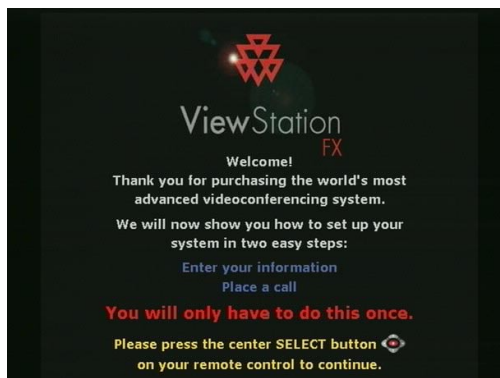 ViewStation
FX
Welcome!
Thank you for purchasing the world's most
advanced videoconferencing system.
We will now show you how to set up your
system in two easy steps:
Enter your information
Place a call
You will only have to do this once.
Please press the center SELECT button
on your remote control to continue.